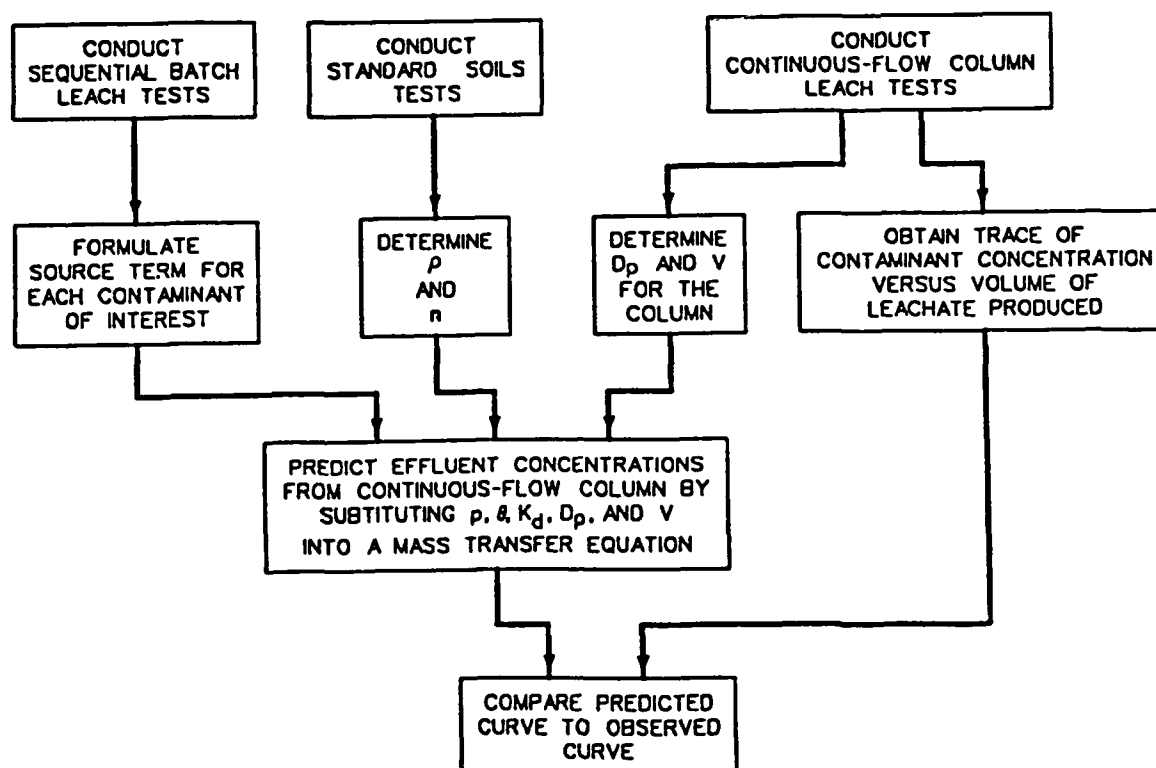 CONDUCT
SEQUENTIAL BATCH
LEACH TESTS
CONDUCT
STANDARD SOILS
TESTS
CONDUCT
CONTINUOUS-FLOW COLUMN
LEACH TESTS
FORMULATE
SOURCE TERM FOR
EACH CONTAMINANT
OF INTEREST
DETERMINE
ρ
AND
n
DETERMINE
Dp AND V
FOR THE
COLUMN
OBTAIN TRACE OF
CONTAMINANT CONCENTRATION
VERSUS VOLUME OF
LEACHATE PRODUCED
PREDICT EFFLUENT CONCENTRATIONS
FROM CONTINUOUS-FLOW COLUMN BY
SUBSTITUTING ρ, θ, Kd, Dp, AND V
INTO A MASS TRANSFER EQUATION
COMPARE PREDICTED
CURVE TO OBSERVED
CURVE